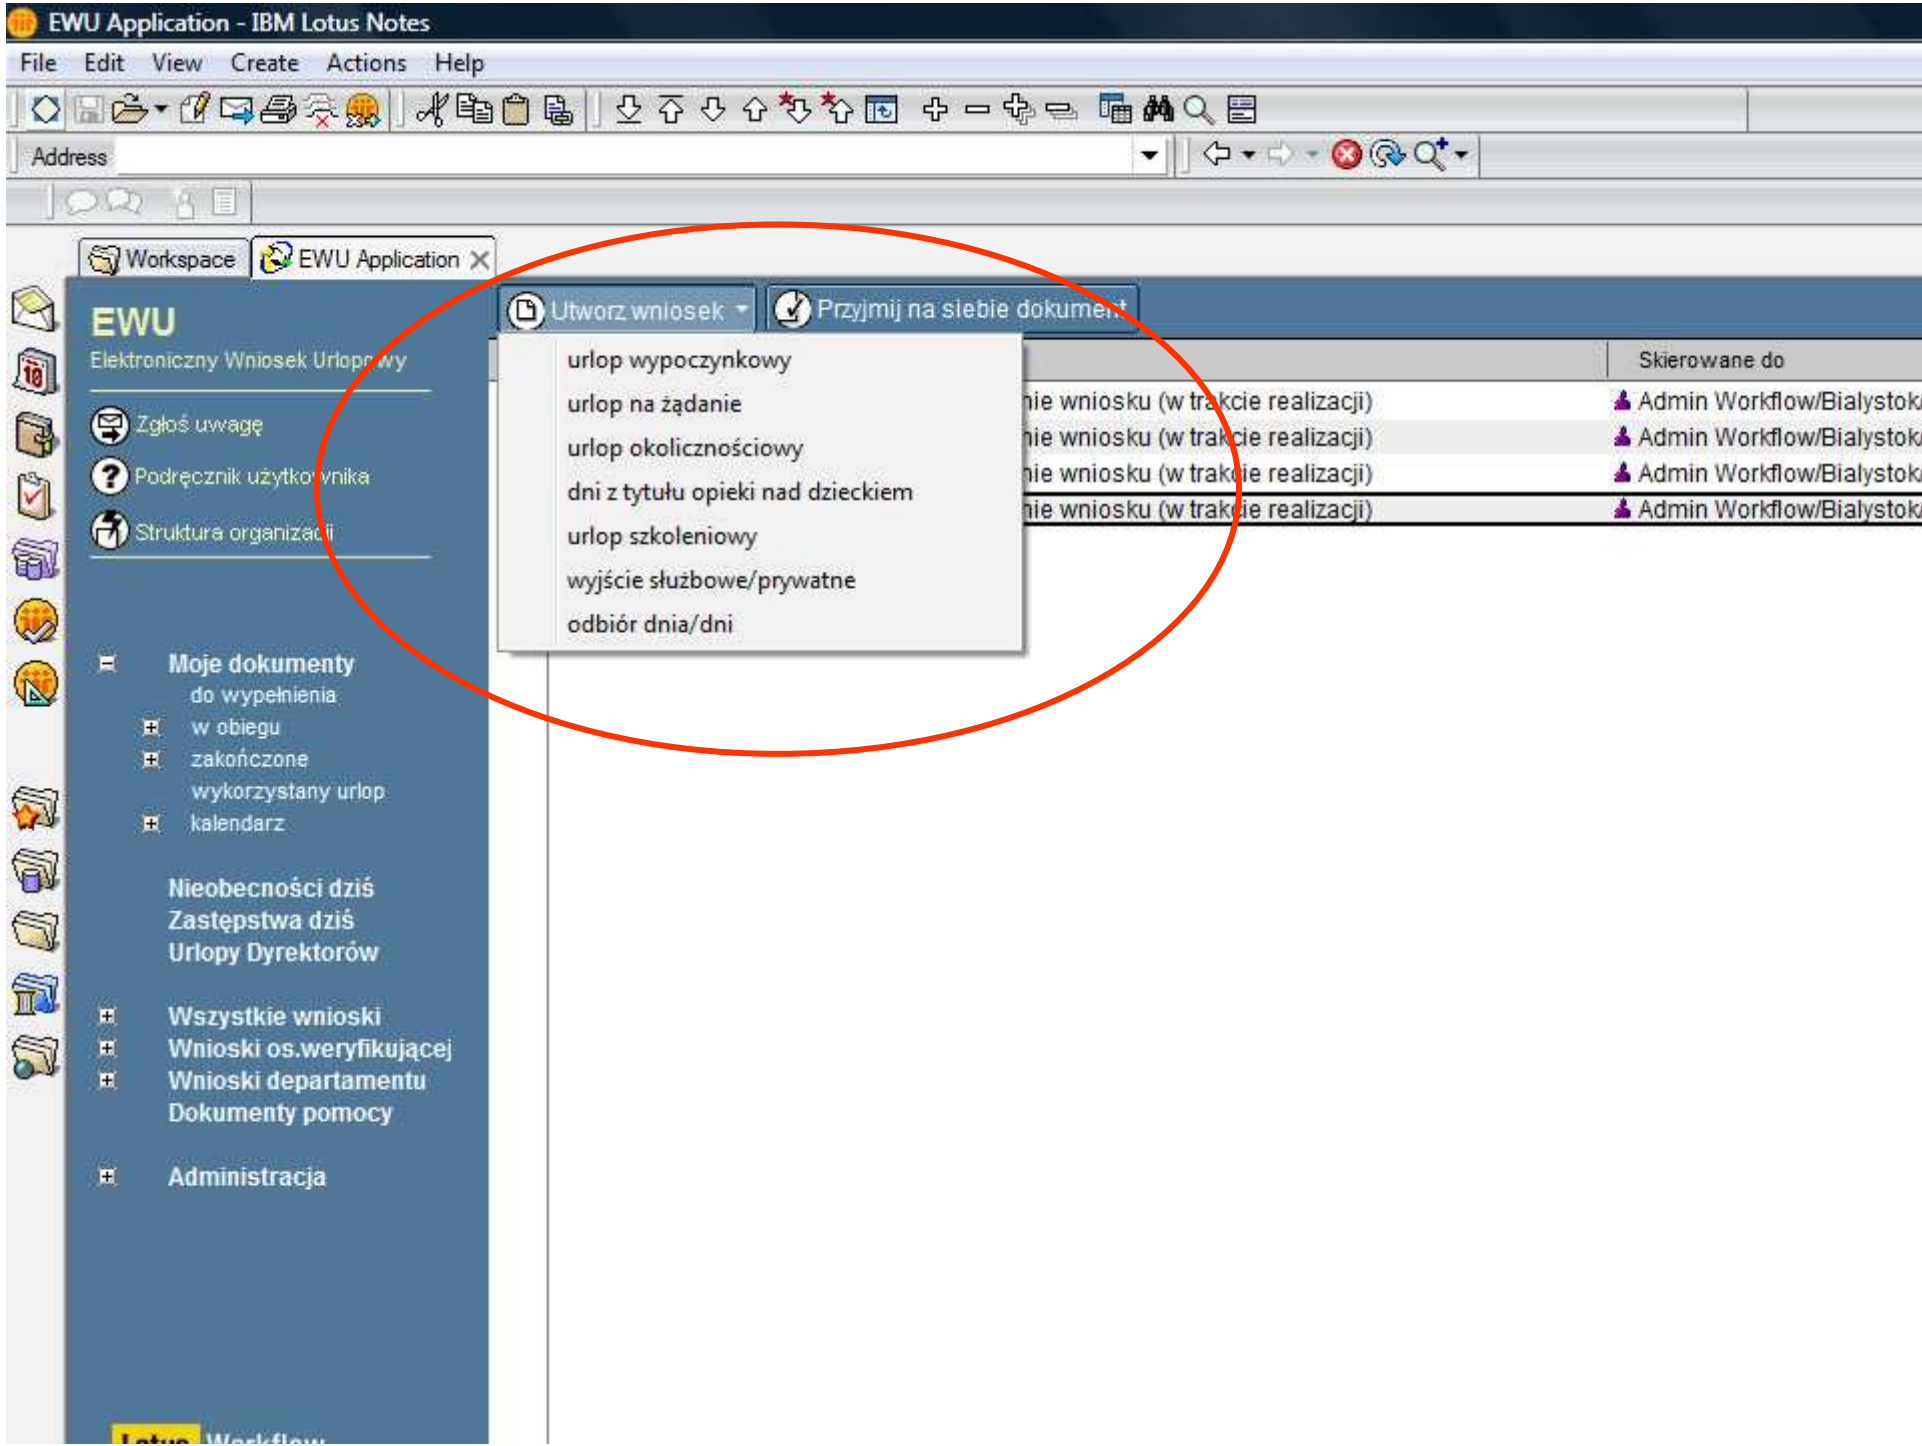 EWU Application - IBM Lotus Notes
File Edit View Create Actions Help
Address
Workspace EWU Application
EWU
Elektroniczny Wniosek Urlopowy
Zgłoś uwagę
Podręcznik użytkownika
Struktura organizacji
Moje dokumenty
do wypełnienia
w obiegu
zakończone
wykorzystany urlop
kalendarz
Nieobecności dziś
Zastępstwa dziś
Urlopy Dyrektorów
Wszystkie wnioski
Wnioski os.weryfikującej
Wnioski departamentu
Dokumenty pomocy
Administracja
Lotus Workflow
Utworz wniosek Przyjmij na siebie dokument
urlop wypoczynkowy
urlop na żądanie
urlop okolicznościowy
dni z tytułu opieki nad dzieckiem
urlop szkoleniowy
wyjście służbowe/prywatne
odbiór dnia/dni
Skierowane do
nie wniosku (w trakcie realizacji) Admin Workflow/Bialystok/
nie wniosku (w trakcie realizacji) Admin Workflow/Bialystok/
nie wniosku (w trakcie realizacji) Admin Workflow/Bialystok/
nie wniosku (w trakcie realizacji) Admin Workflow/Bialystok/